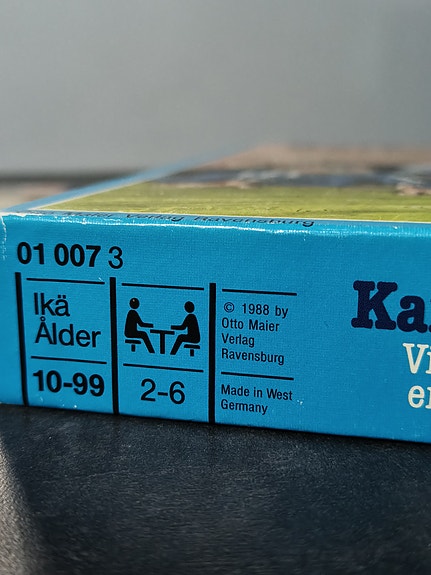 01 007 3
Ikä
Ålder
10-99
2-6
© 1988 by
Otto Maier
Verlag
Ravensburg
Made in West
Germany
Ka